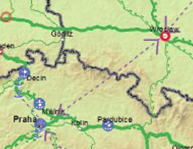 Görlitz
Wrocław
Děčín
Praha
Kolín
Pardubice